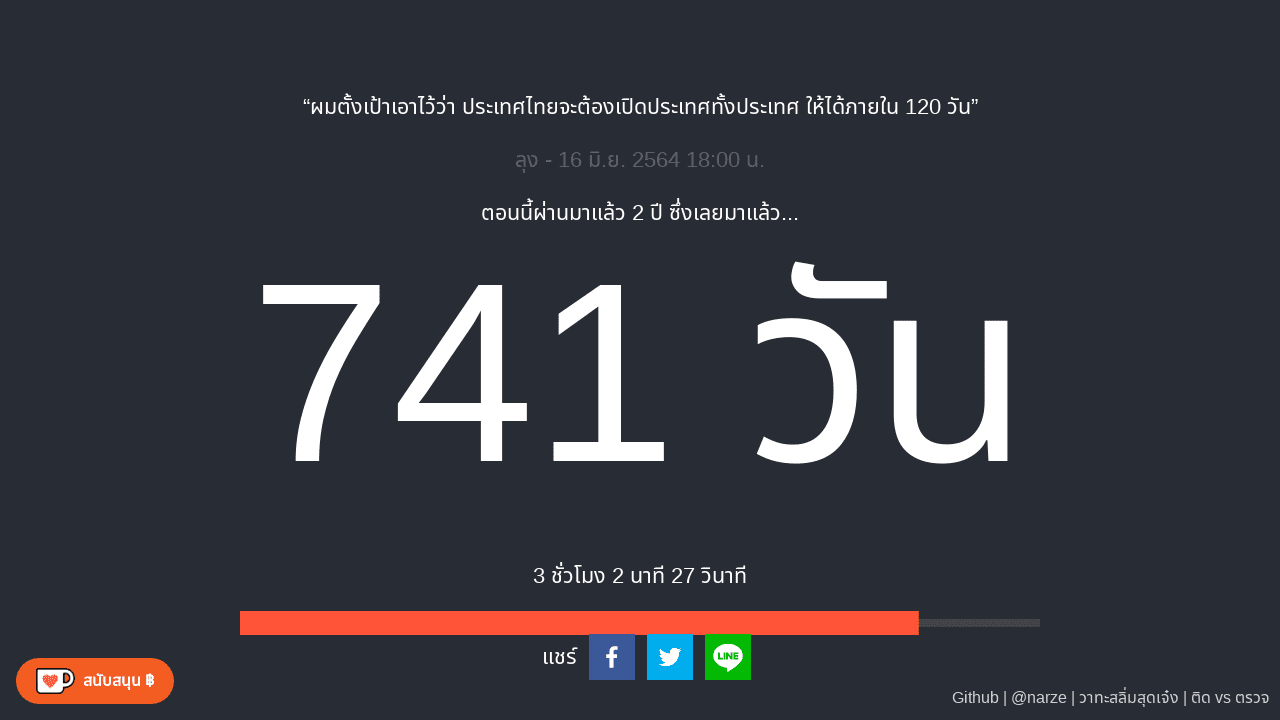 “ผมตั้งเป้าเอาไว้ว่า ประเทศไทยจะต้องเปิดประเทศทั้งประเทศ ให้ได้ภายใน 120 วัน”
ลุง - 16 มิ.ย. 2564 18:00 น.
ตอนนี้ผ่านมาแล้ว 2 ปี ซึ่งเลยมาแล้ว...
741 วัน
3 ชั่วโมง 2 นาที 27 วินาที
แชร์
LINE
สนับสนุน ฿
Github | @narze | วาทะสลิ่มสุดเจ๋ง | ติด vs ตรวจ